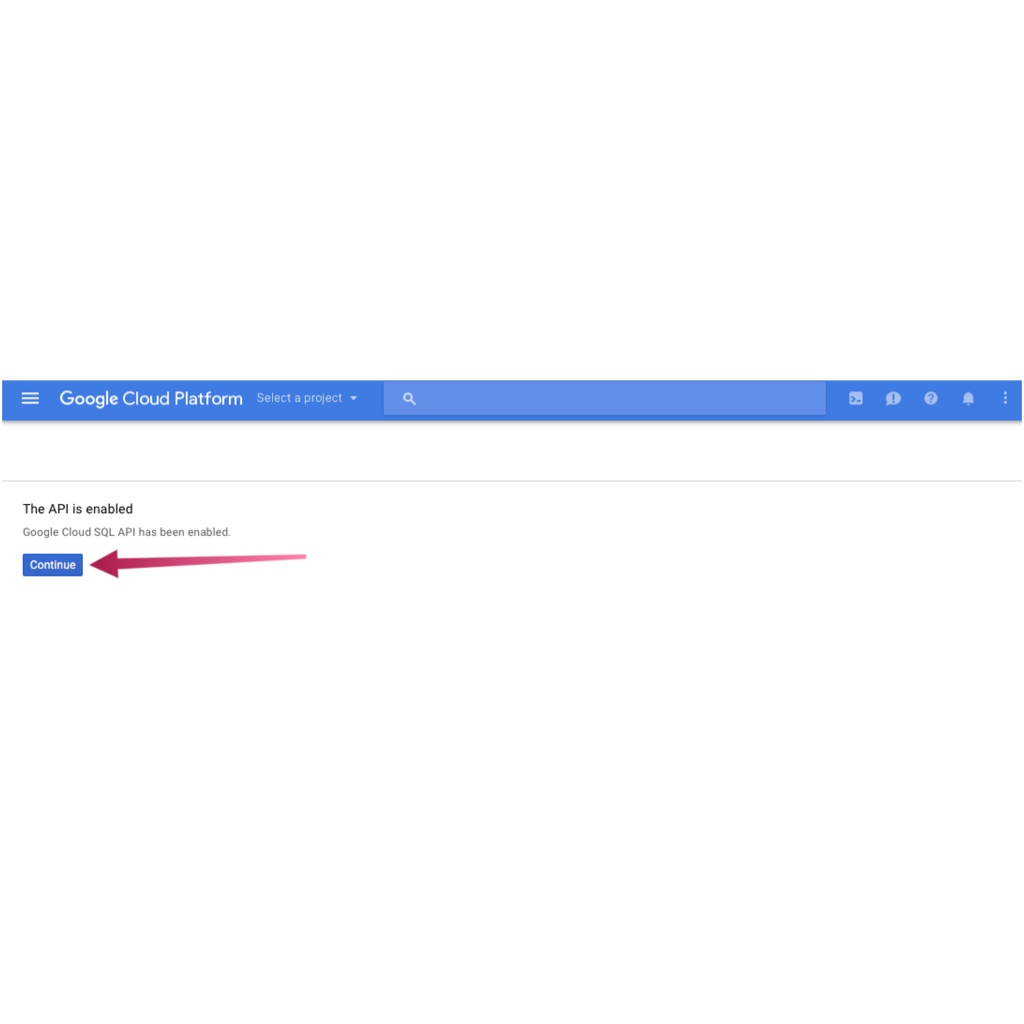 Google Cloud Platform Select a project
The API is enabled
Google Cloud SQL API has been enabled.
Continue